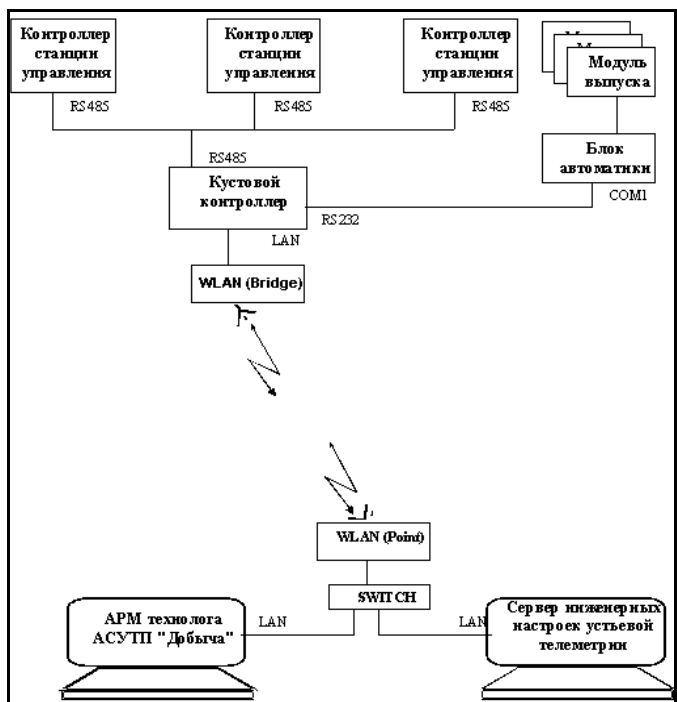 Контроллер
станции
управления
Контроллер
станции
управления
Контроллер
станции
управления
М
М
Модуль
выпуска
RS485
RS485
RS485
Блок
автоматики
RS485
COM1
Кустовой
контроллер
RS232
LAN
WLAN (Bridge)
WLAN (Point)
SWITCH
АРМ технолога
АСУТП "Добыча"
LAN
LAN
Сервер инженерных
настроек устьевой
телеметрии